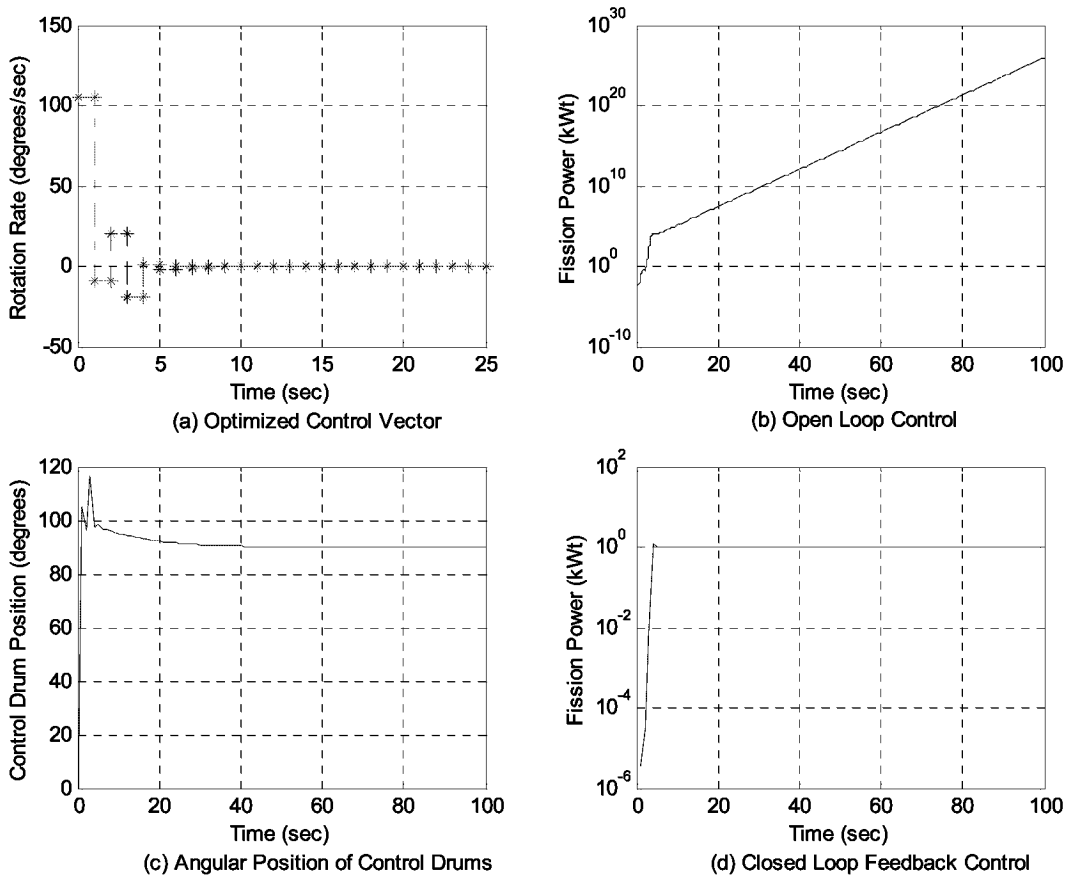 150
100
50
0
-50
Rotation Rate (degrees/sec)
0 5 10 15 20 25
Time (sec)
(a) Optimized Control Vector
10^30
10^20
10^10
10^0
10^-10
Fission Power (kWt)
0 20 40 60 80 100
Time (sec)
(b) Open Loop Control
120
100
80
60
40
20
0
Control Drum Position (degrees)
0 20 40 60 80 100
Time (sec)
(c) Angular Position of Control Drums
10^2
10^0
10^-2
10^-4
10^-6
Fission Power (kWt)
0 20 40 60 80 100
Time (sec)
(d) Closed Loop Feedback Control